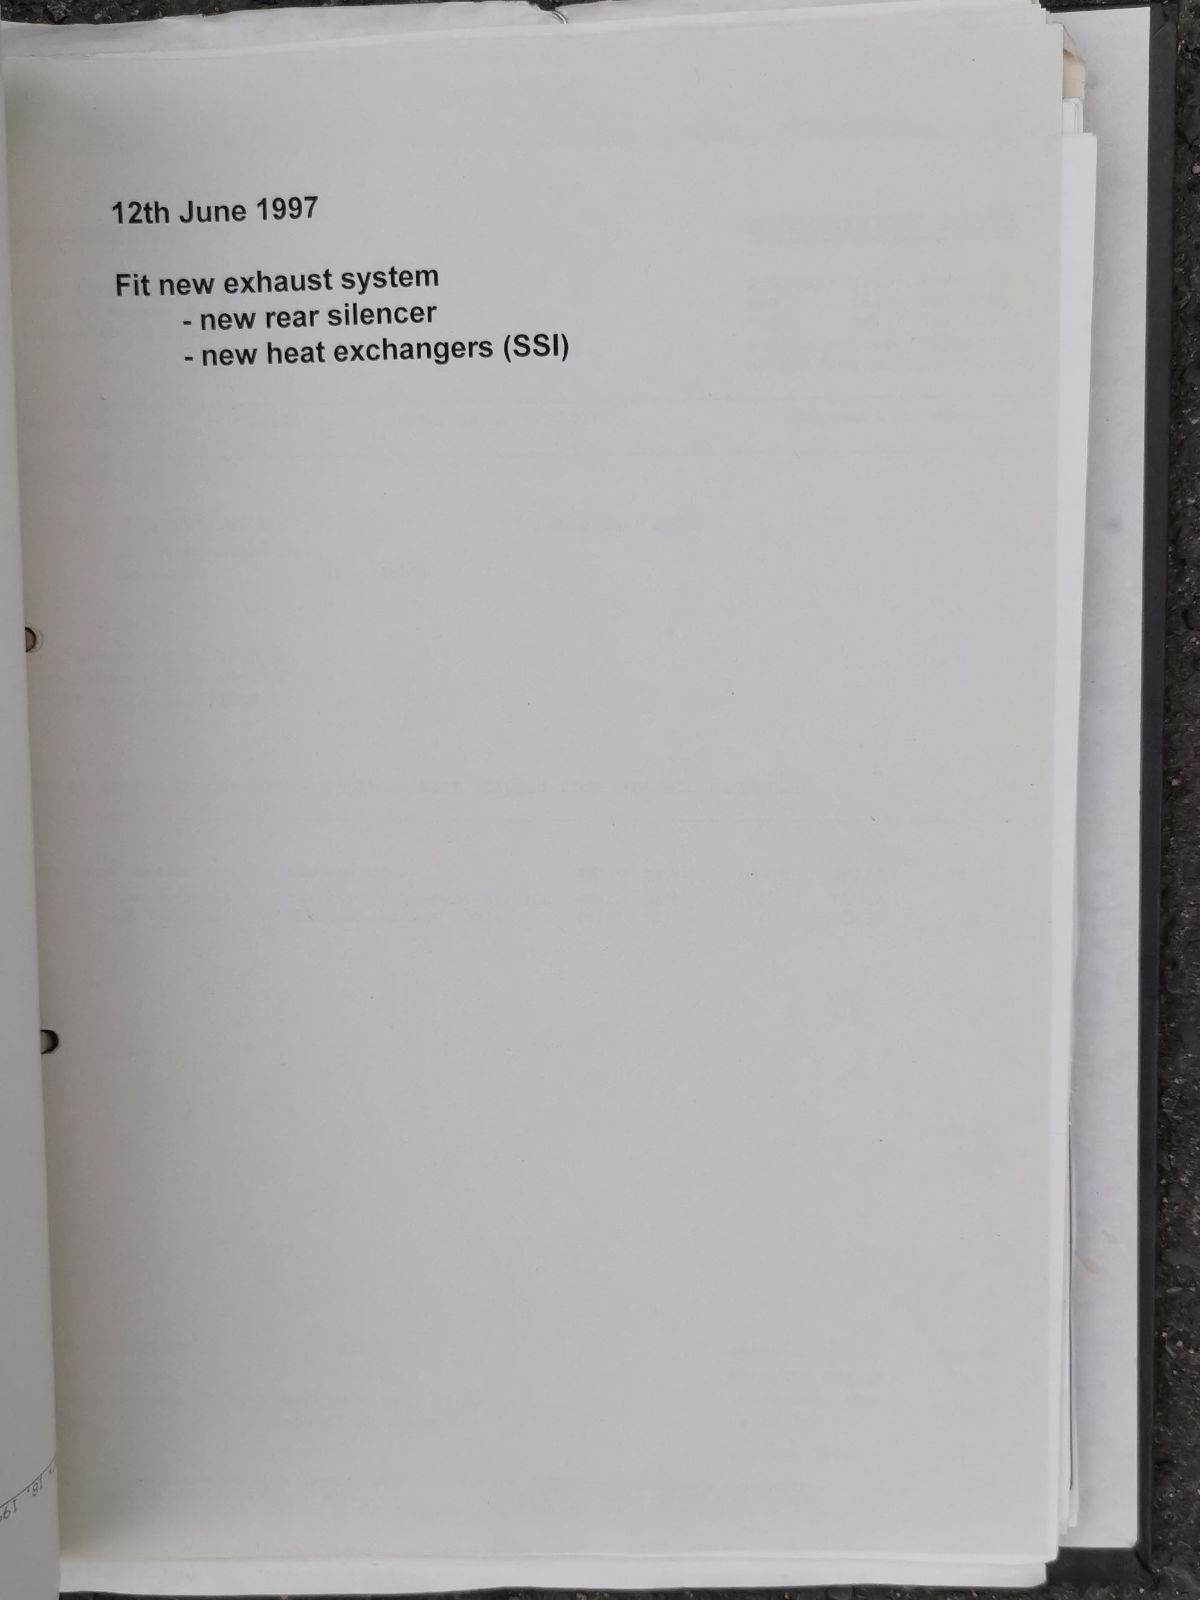 12th June 1997
Fit new exhaust system
- new rear silencer
- new heat exchangers (SSI)